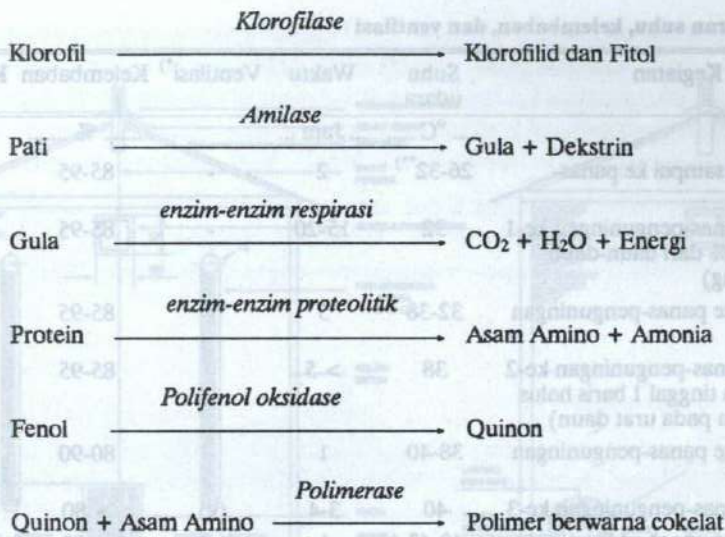 Klorofilase
Klorofil → Klorofilid dan Fitol
Amilase
Pati → Gula + Dekstrin
enzim-enzim respirasi
Gula → CO₂ + H₂O + Energi
enzim-enzim proteolitik
Protein → Asam Amino + Amonia
Polifenol oksidase
Fenol → Quinon
Polimerase
Quinon + Asam Amino → Polimer berwarna cokelat